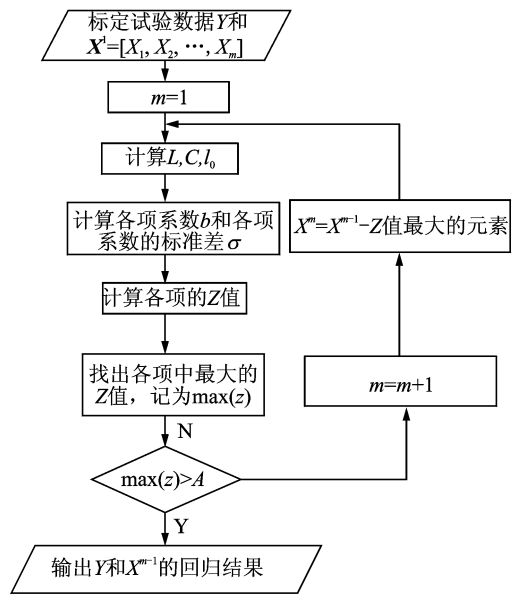 标定试验数据Y和
X¹=[X₁, X₂, …, Xₘ]
m=1
计算L,C,l₀
计算各项系数b和各项
系数的标准差σ
计算各项的Z值
找出各项中最大的
Z值，记为max(z)
N
max(z)>A
Y
输出Y和Xᵐ⁻¹的回归结果
m=m+1
Xᵐ=Xᵐ⁻¹−Z值最大的元素